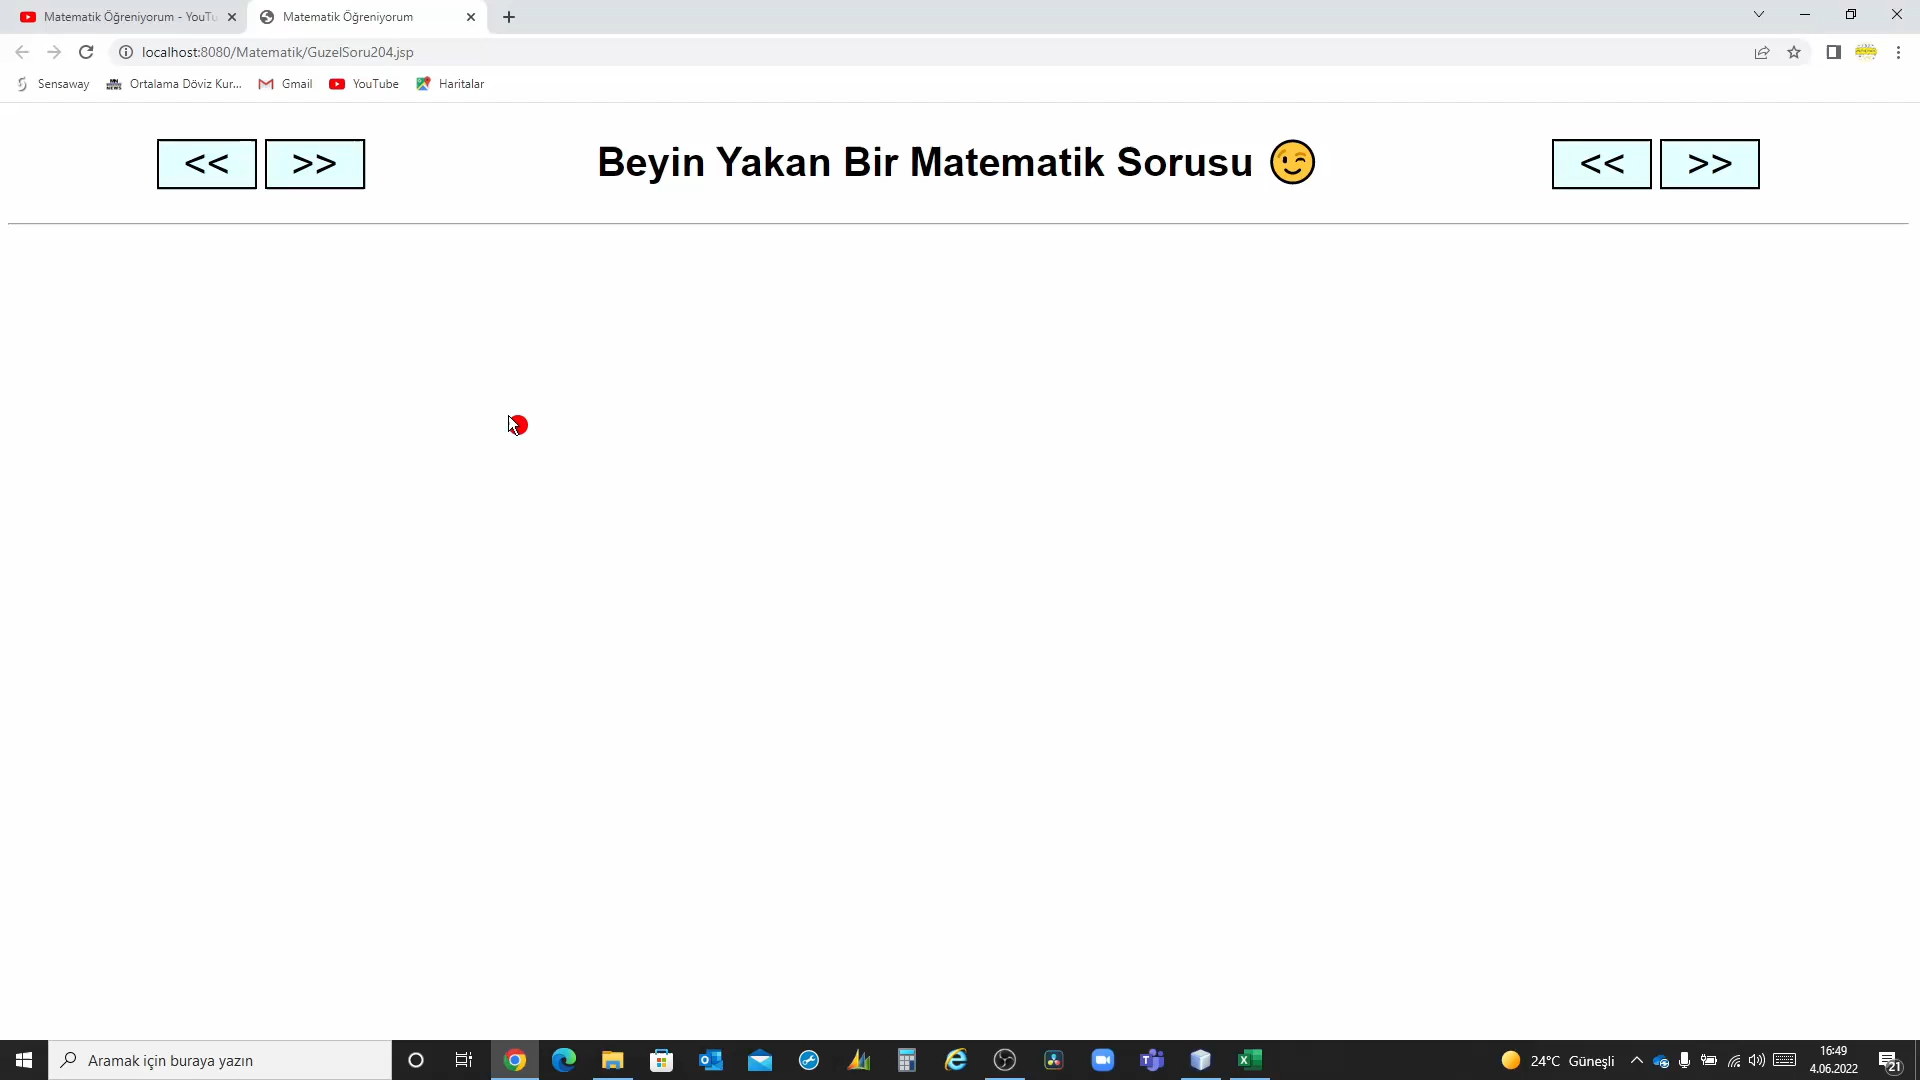 Matematik Öğreniyorum - YouTu
Matematik Öğreniyorum
localhost:8080/Matematik/GuzelSoru204.jsp
Sensaway
Ortalama Döviz Kur...
Gmail
YouTube
Haritalar
<< >>
Beyin Yakan Bir Matematik Sorusu 😉
<< >>
Aramak için buraya yazın
24°C Güneşli
16:49
4.06.2022
21